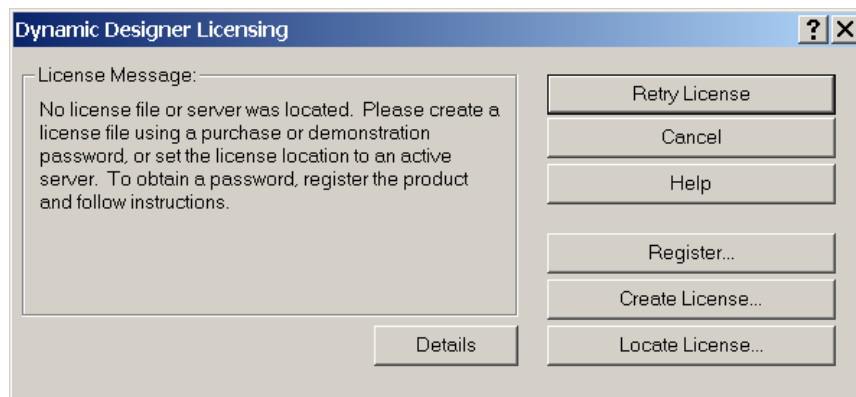 Dynamic Designer Licensing
License Message:
No license file or server was located. Please create a
license file using a purchase or demonstration
password, or set the license location to an active
server. To obtain a password, register the product
and follow instructions.
Retry License
Cancel
Help
Register...
Create License...
Details
Locate License...